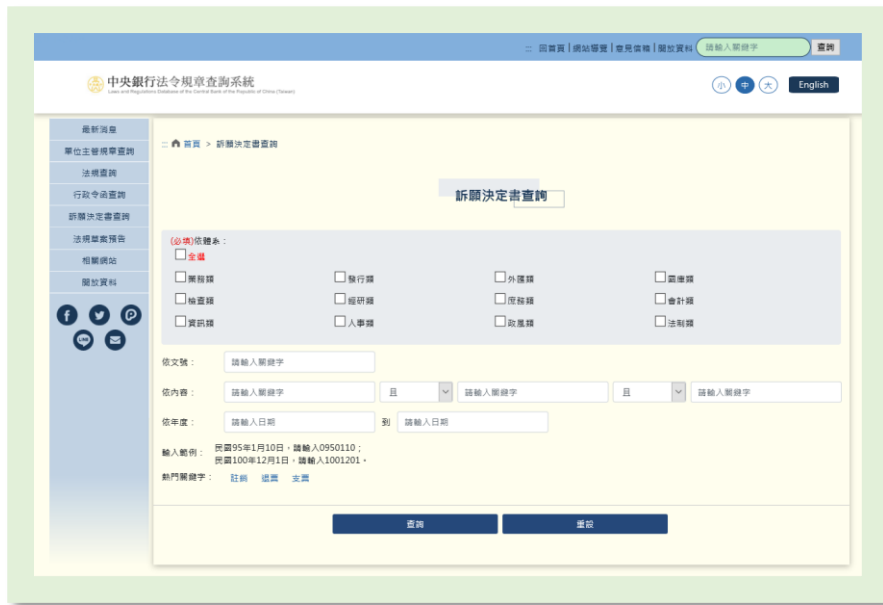 ::: 回首頁 | 網站導覽 | 意見信箱 | 開放資料 請輸入關鍵字 查詢
中央銀行法令規章查詢系統
Laws and Regulations Database of the Central Bank of the Republic of China (Taiwan)
小 中 大 English
最新消息
單位主管規章查詢
法規查詢
行政令函查詢
訴願決定書查詢
法規草案預告
相關網站
開放資料
::: 首頁 > 訴願決定書查詢
訴願決定書查詢
(必填)依體系：
全選
業務類 發行類 外匯類 國庫類
檢查類 經研類 庶務類 會計類
資訊類 人事類 政風類 法制類
依文號： 請輸入關鍵字
依內容： 請輸入關鍵字 且 請輸入關鍵字 且 請輸入關鍵字
依年度： 請輸入日期 到 請輸入日期
輸入範例： 民國95年1月10日，請輸入0950110；
民國100年12月1日，請輸入1001201。
熱門關鍵字： 註銷 退票 支票
查詢 重設